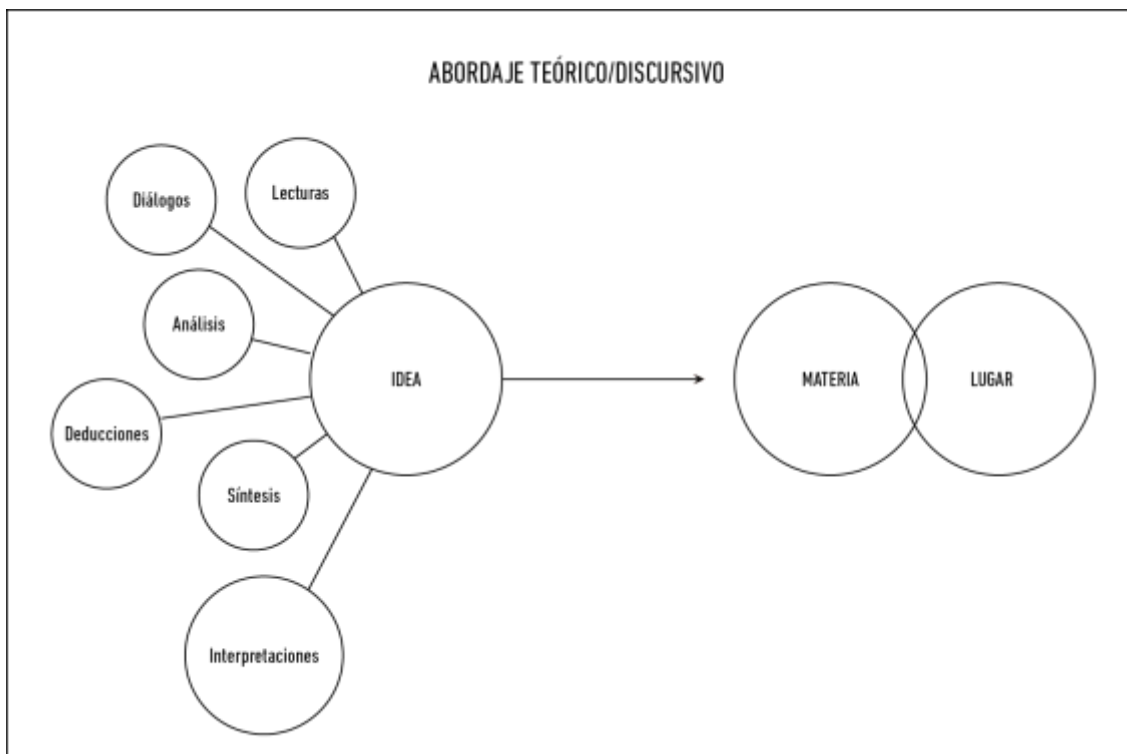 ABORDAJE TEÓRICO/DISCURSIVO
Diálogos
Lecturas
Análisis
IDEA
MATERIA
LUGAR
Deducciones
Síntesis
Interpretaciones